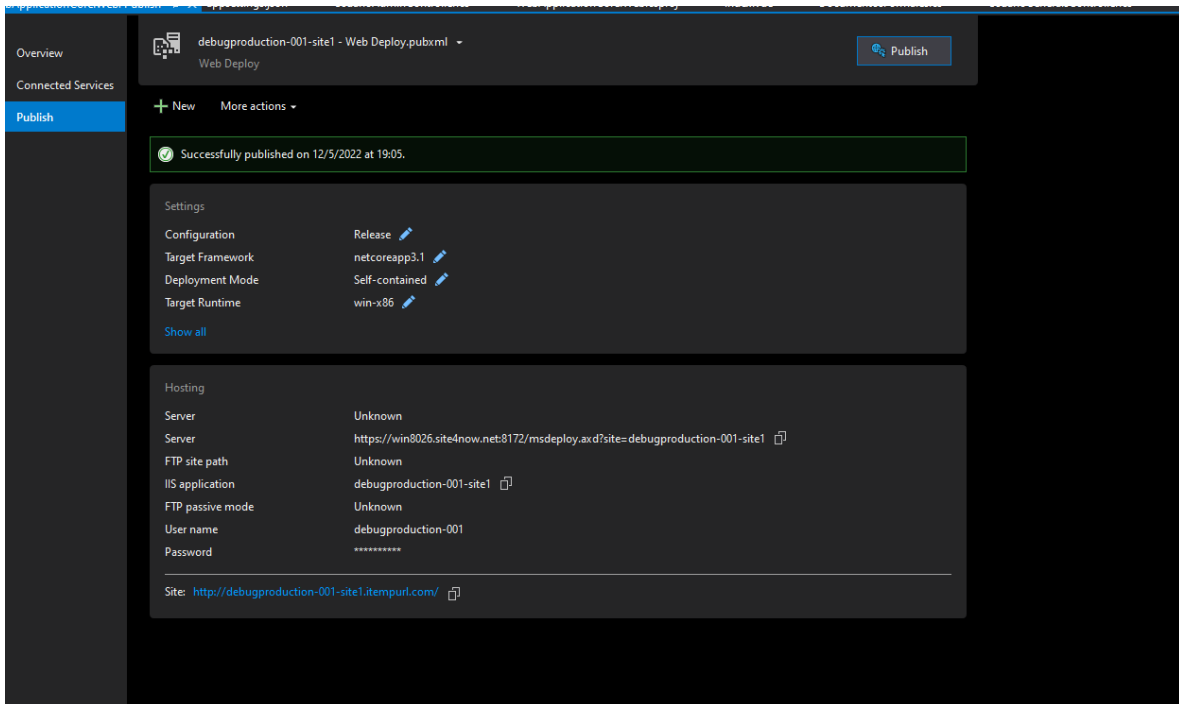 Overview
Connected Services
Publish
debugproduction-001-site1 - Web Deploy.pubxml
Web Deploy
Publish
New
More actions
Successfully published on 12/5/2022 at 19:05.
Settings
Configuration Release
Target Framework netcoreapp3.1
Deployment Mode Self-contained
Target Runtime win-x86
Show all
Hosting
Server Unknown
Server https://win8026.site4now.net:8172/msdeploy.axd?site=debugproduction-001-site1
FTP site path Unknown
IIS application debugproduction-001-site1
FTP passive mode Unknown
User name debugproduction-001
Password **********
Site: http://debugproduction-001-site1.itempurl.com/